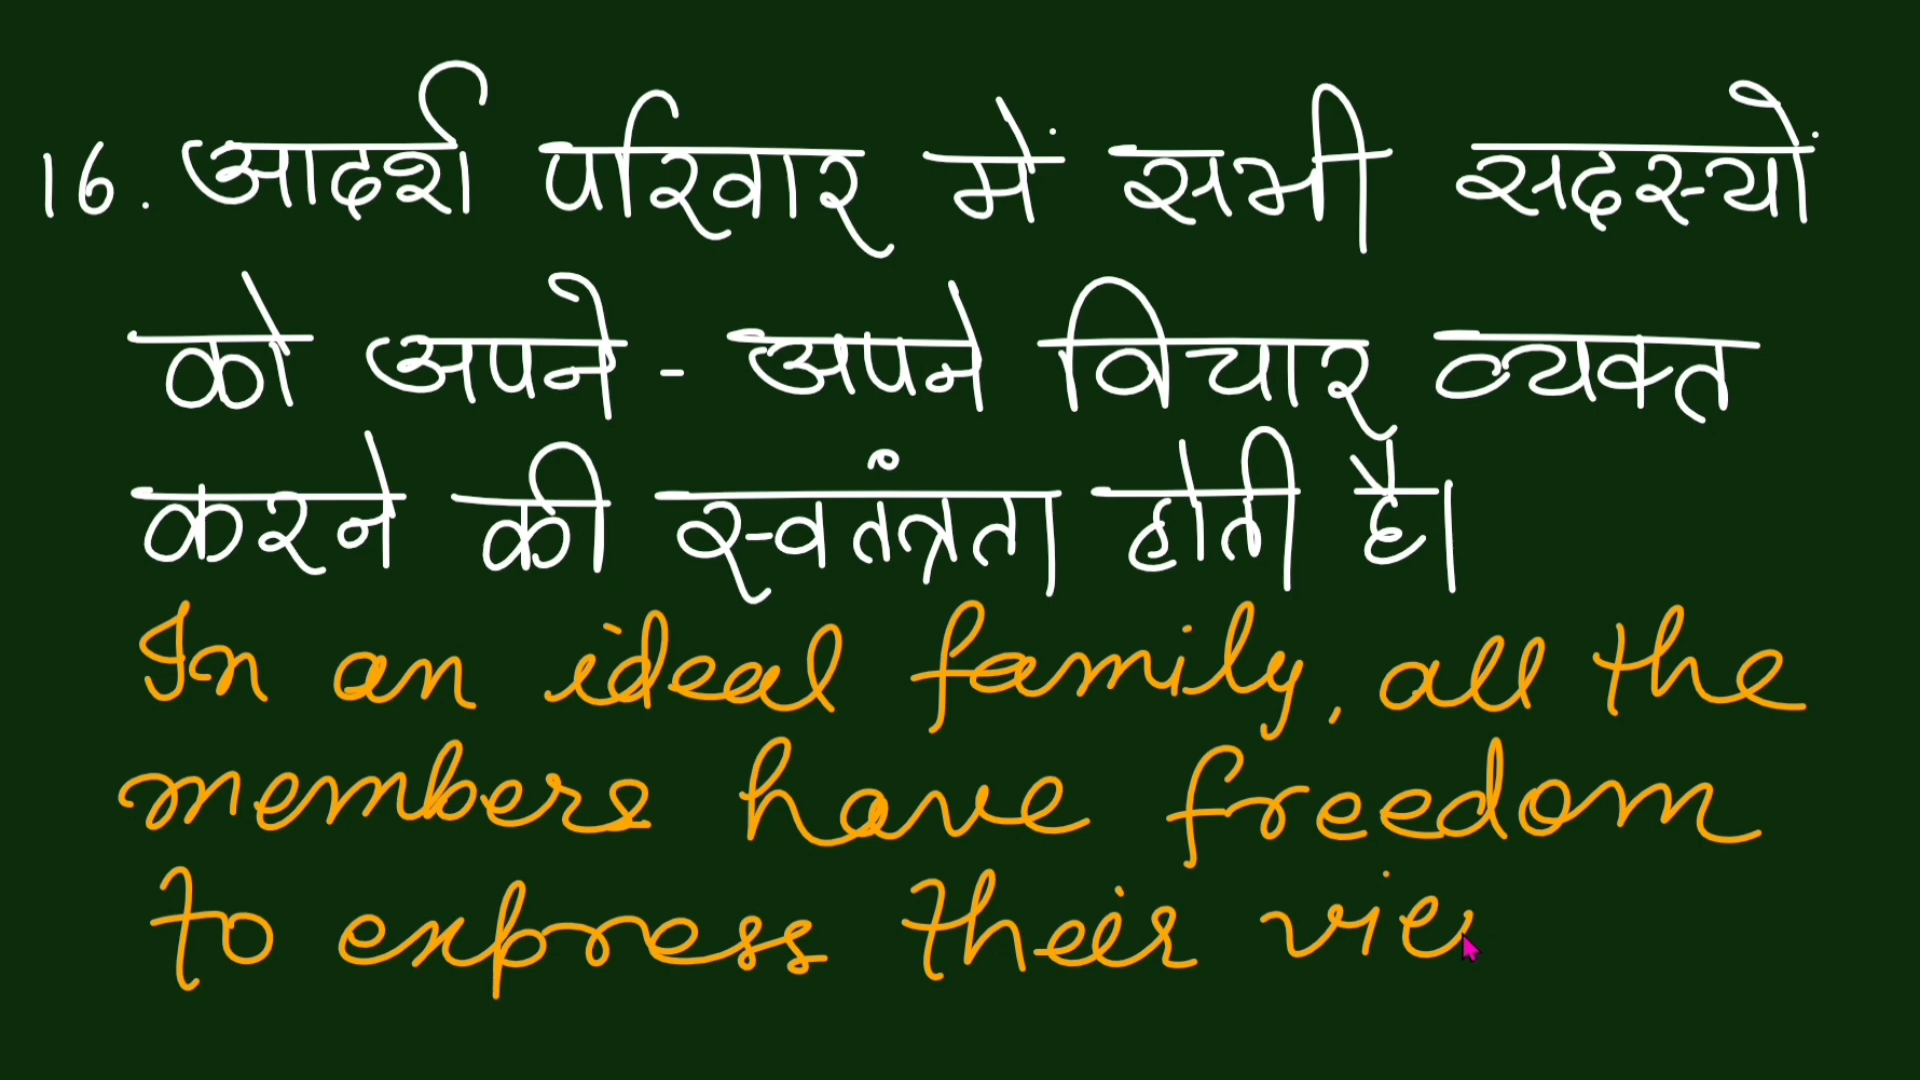 16. आदर्श परिवार में सभी सदस्यों
को अपने - अपने विचार व्यक्त
करने की स्वतंत्रता होती है।
In an ideal family, all the
members have freedom
to express their vie